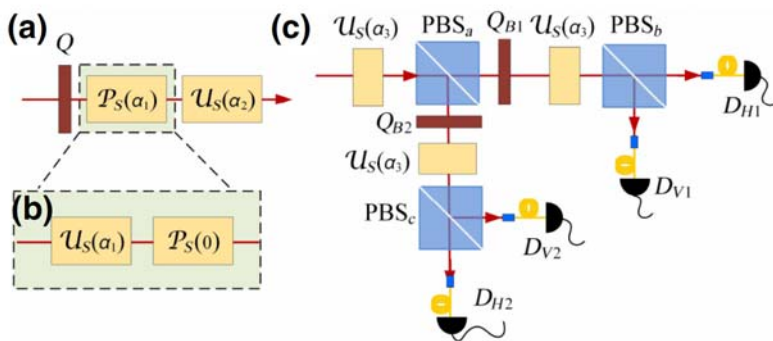 (a)
Q
𝒫S(α1)
𝒰S(α2)
(b)
𝒰S(α1)
𝒫S(0)
(c)
𝒰S(α3)
PBSa
QB1
𝒰S(α3)
PBSb
DH1
QB2
DV1
𝒰S(α3)
PBSc
DV2
DH2